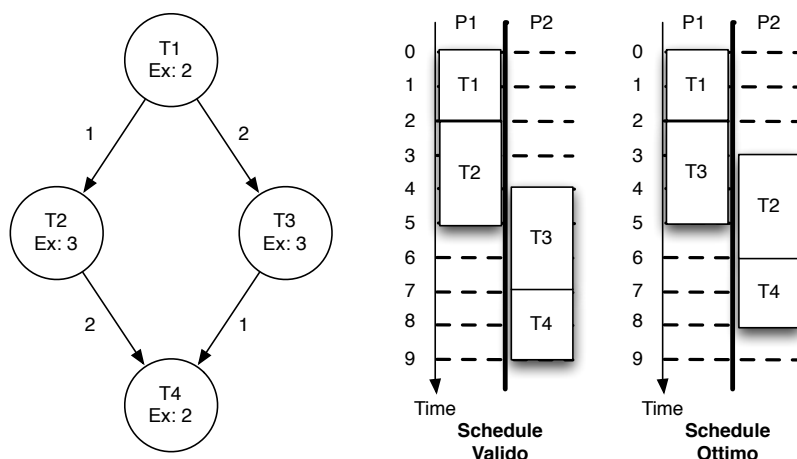 T1
Ex: 2
1
2
T2
Ex: 3
T3
Ex: 3
2
1
T4
Ex: 2
P1
P2
0
1
2
3
4
5
6
7
8
9
T1
T2
T3
T4
Time
Schedule
Valido
P1
P2
0
1
2
3
4
5
6
7
8
9
T1
T3
T2
T4
Time
Schedule
Ottimo